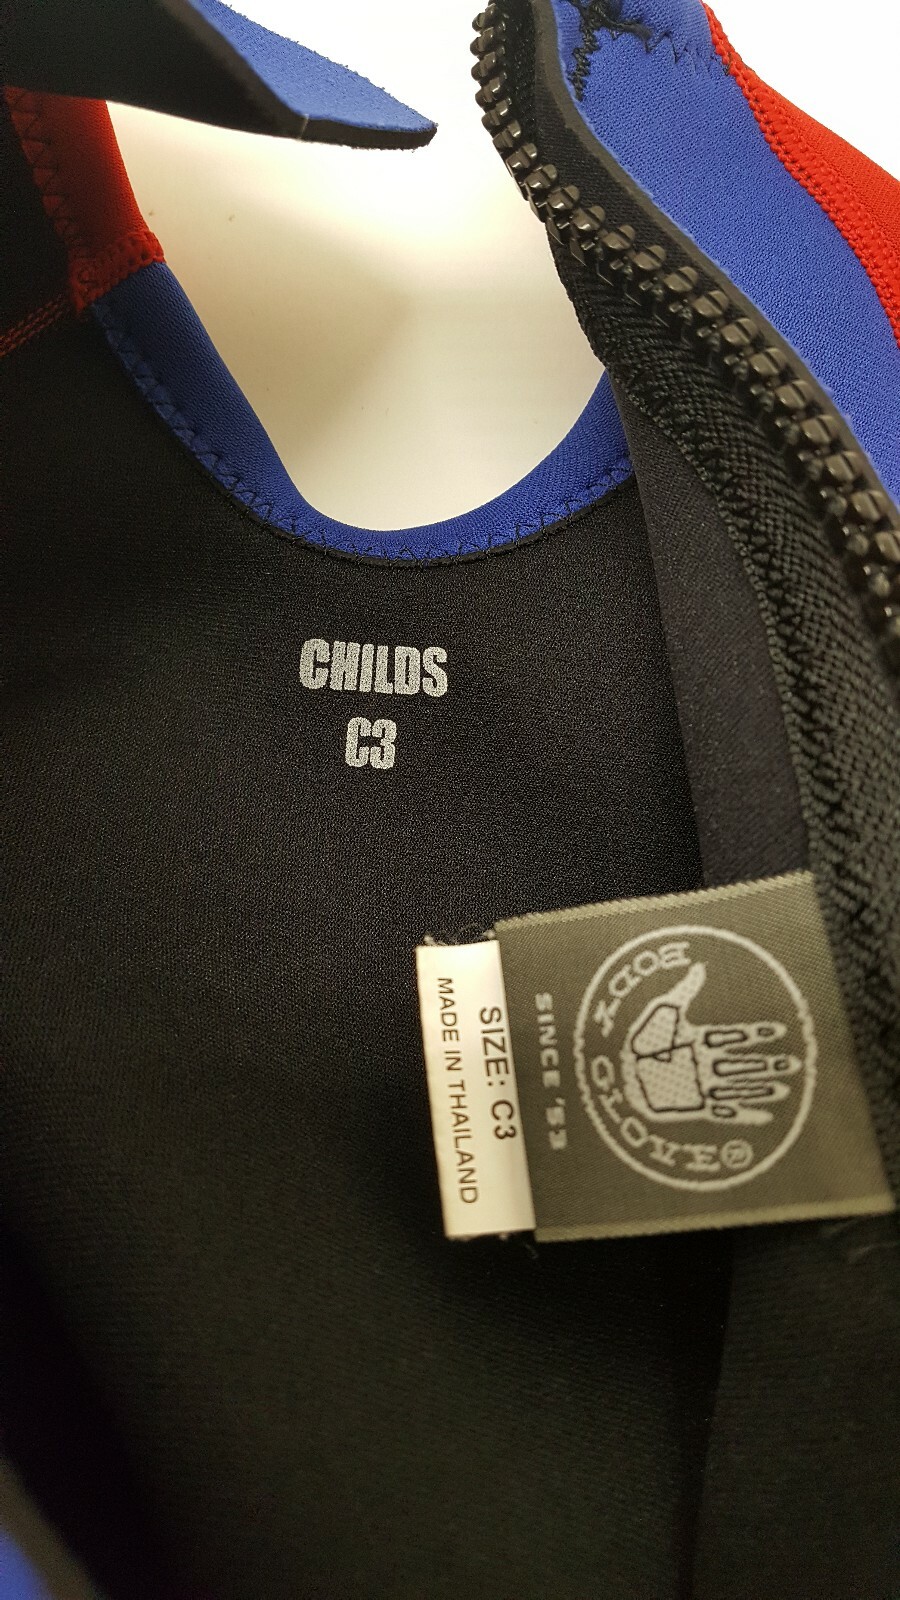 CHILDS
C3
SIZE: C3
MADE IN THAILAND
BODY GLOVE®
SINCE '53